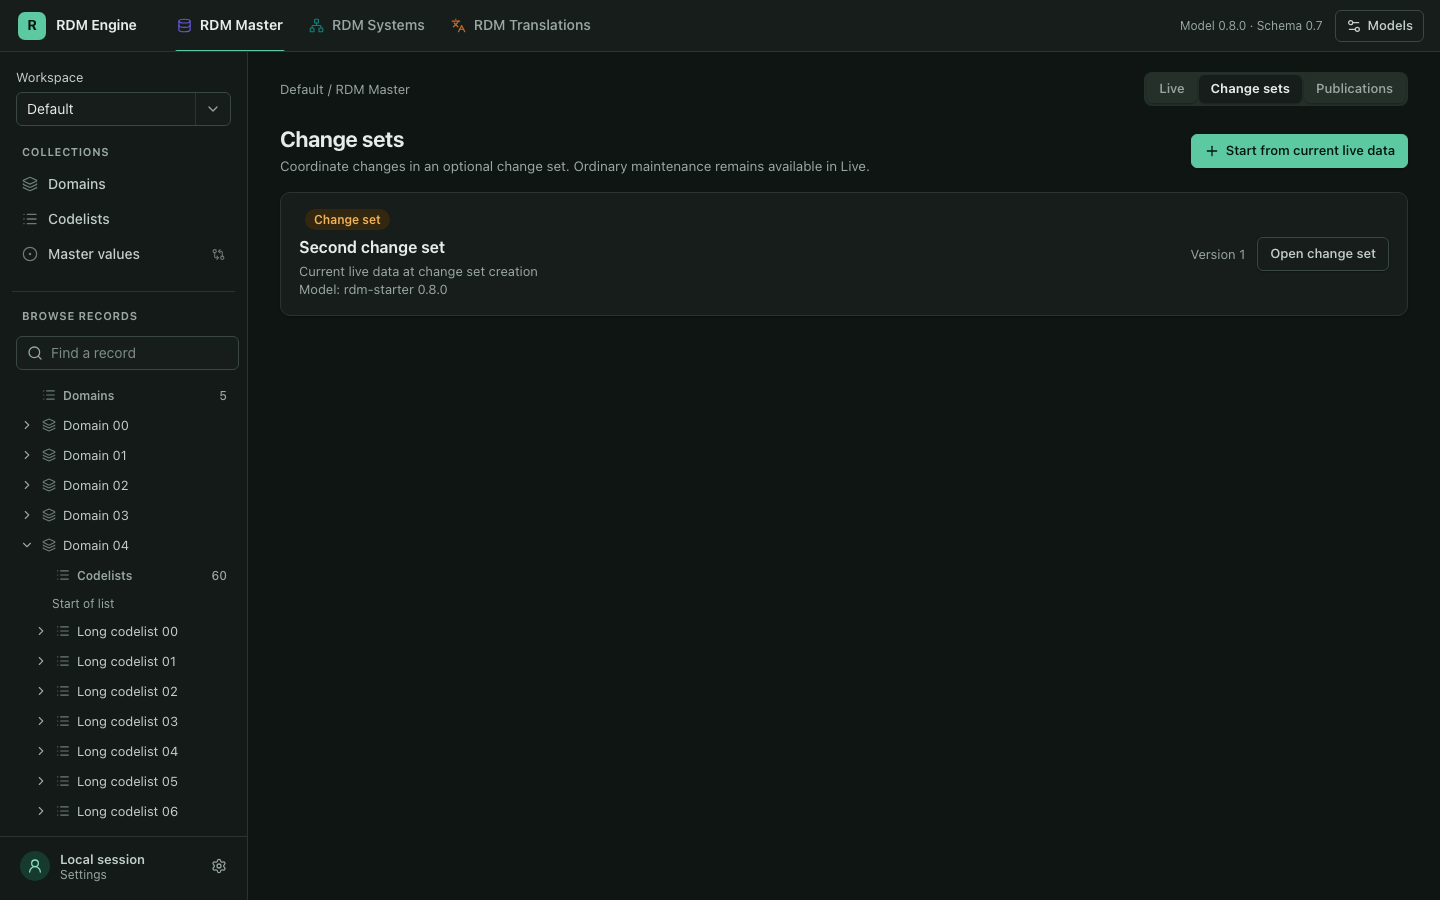 R RDM Engine RDM Master RDM Systems RDM Translations Model 0.8.0 · Schema 0.7 Models
Workspace
Default
COLLECTIONS
Domains
Codelists
Master values
BROWSE RECORDS
Find a record
Domains 5
Domain 00
Domain 01
Domain 02
Domain 03
Domain 04
Codelists 60
Start of list
Long codelist 00
Long codelist 01
Long codelist 02
Long codelist 03
Long codelist 04
Long codelist 05
Long codelist 06
Local session
Settings
Default / RDM Master
Live Change sets Publications
Change sets
Coordinate changes in an optional change set. Ordinary maintenance remains available in Live.
Start from current live data
Change set
Second change set
Current live data at change set creation
Model: rdm-starter 0.8.0
Version 1
Open change set